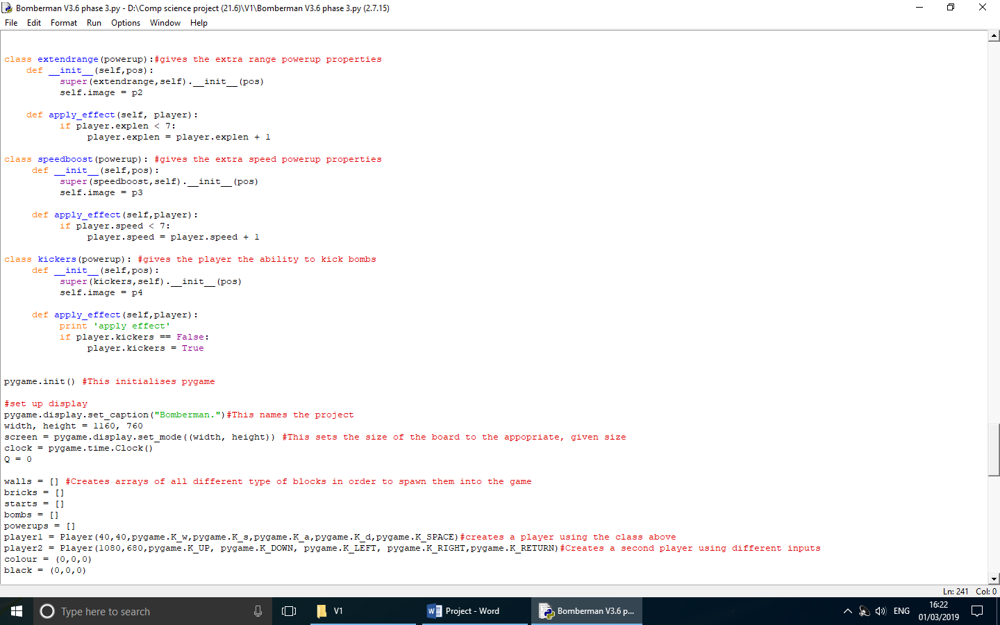 Bomberman V3.6 phase 3.py - D:\Comp science project (21.6)\V1\Bomberman V3.6 phase 3.py (2.7.15)
File Edit Format Run Options Window Help
class extendrange(powerup):#gives the extra range powerup properties
    def __init__(self,pos):
          super(extendrange,self).__init__(pos)
          self.image = p2
    def apply_effect(self, player):
          if player.explen < 7:
               player.explen = player.explen + 1
class speedboost(powerup): #gives the extra speed powerup properties
     def __init__(self,pos):
          super(speedboost,self).__init__(pos)
          self.image = p3
     def apply_effect(self,player):
          if player.speed < 7:
               player.speed = player.speed + 1
class kickers(powerup): #gives the player the ability to kick bombs
     def __init__(self,pos):
          super(kickers,self).__init__(pos)
          self.image = p4
     def apply_effect(self,player):
          print 'apply effect'
          if player.kickers == False:
               player.kickers = True
pygame.init() #This initialises pygame
#set up display
pygame.display.set_caption("Bomberman.")#This names the project
width, height = 1160, 760
screen = pygame.display.set_mode((width, height)) #This sets the size of the board to the appopriate, given size
clock = pygame.time.Clock()
Q = 0
walls = [] #Creates arrays of all different type of blocks in order to spawn them into the game
bricks = []
starts = []
bombs = []
powerups = []
player1 = Player(40,40,pygame.K_w,pygame.K_s,pygame.K_a,pygame.K_d,pygame.K_SPACE)#creates a player using the class above
player2 = Player(1080,680,pygame.K_UP, pygame.K_DOWN, pygame.K_LEFT, pygame.K_RIGHT,pygame.K_RETURN)#Creates a second player using different inputs
colour = (0,0,0)
black = (0,0,0)
Ln: 241 Col: 0
Type here to search V1 Project - Word Bomberman V3.6 p... ENG 16:22
01/03/2019